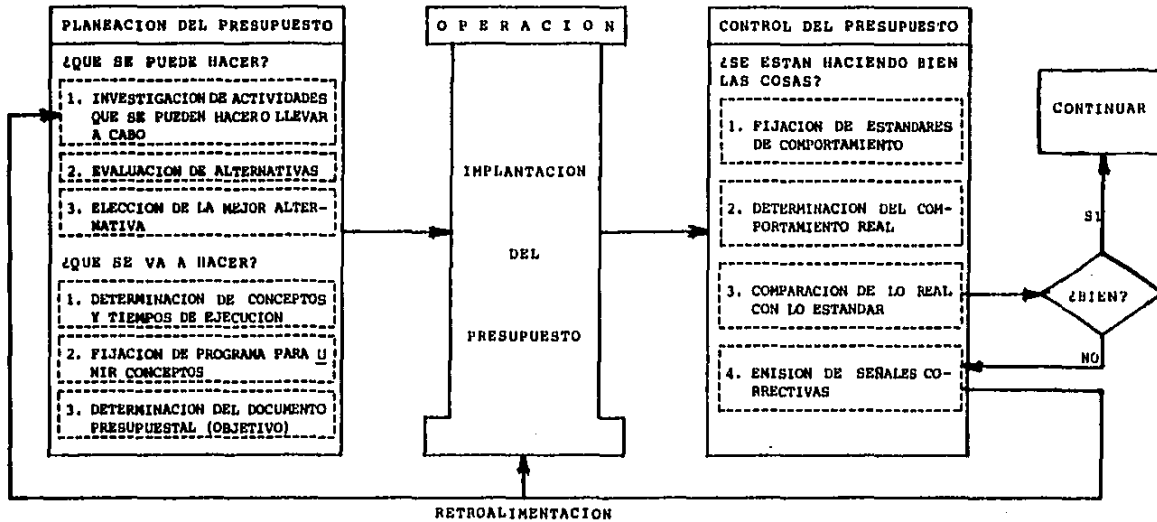 PLANEACION DEL PRESUPUESTO
¿QUE SE PUEDE HACER?
1. INVESTIGACION DE ACTIVIDADES
QUE SE PUEDEN HACERO LLEVAR
A CABO
2. EVALUACION DE ALTERNATIVAS
3. ELECCION DE LA MEJOR ALTER-
NATIVA
¿QUE SE VA A HACER?
1. DETERMINACION DE CONCEPTOS
Y TIEMPOS DE EJECUCION
2. FIJACION DE PROGRAMA PARA U
NIR CONCEPTOS
3. DETERMINACION DEL DOCUMENTO
PRESUPUESTAL (OBJETIVO)
O P E R A C I O N
IMPLANTACION
DEL
PRESUPUESTO
CONTROL DEL PRESUPUESTO
¿SE ESTAN HACIENDO BIEN
LAS COSAS?
1. FIJACION DE ESTANDARES
DE COMPORTAMIENTO
2. DETERMINACION DEL COM-
PORTAMIENTO REAL
3. COMPARACION DE LO REAL
CON LO ESTANDAR
4. EMISION DE SEÑALES CO-
RRECTIVAS
CONTINUAR
SI
¿BIEN?
NO
RETROALIMENTACION